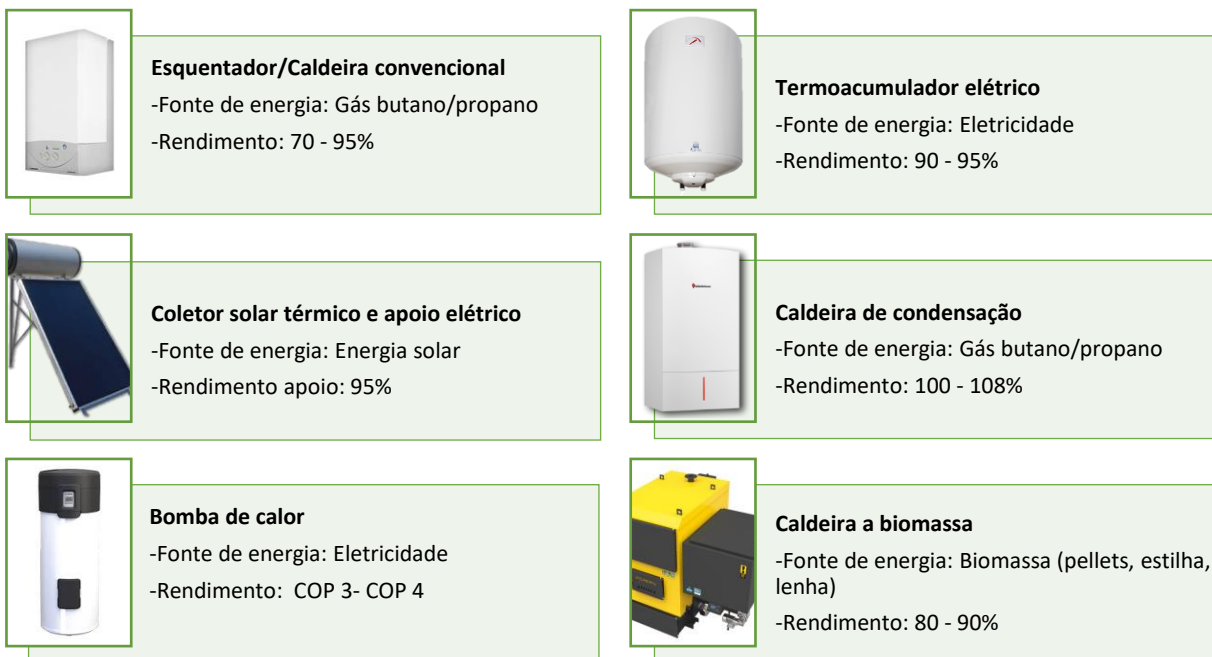 Esquentador/Caldeira convencional
-Fonte de energia: Gás butano/propano
-Rendimento: 70 - 95%
Termoacumulador elétrico
-Fonte de energia: Eletricidade
-Rendimento: 90 - 95%
Coletor solar térmico e apoio elétrico
-Fonte de energia: Energia solar
-Rendimento apoio: 95%
Caldeira de condensação
-Fonte de energia: Gás butano/propano
-Rendimento: 100 - 108%
Bomba de calor
-Fonte de energia: Eletricidade
-Rendimento:  COP 3- COP 4
Caldeira a biomassa
-Fonte de energia: Biomassa (pellets, estilha,
lenha)
-Rendimento: 80 - 90%